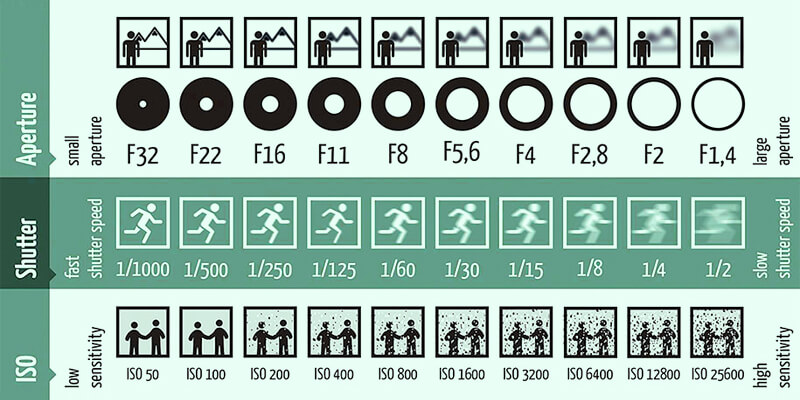 Aperture
small
aperture
F32 F22 F16 F11 F8 F5,6 F4 F2,8 F2 F1,4
large
aperture
Shutter
fast
shutter speed
1/1000 1/500 1/250 1/125 1/60 1/30 1/15 1/8 1/4 1/2
slow
shutter speed
ISO
low
sensitivity
ISO 50 ISO 100 ISO 200 ISO 400 ISO 800 ISO 1600 ISO 3200 ISO 6400 ISO 12800 ISO 25600
high
sensitivity